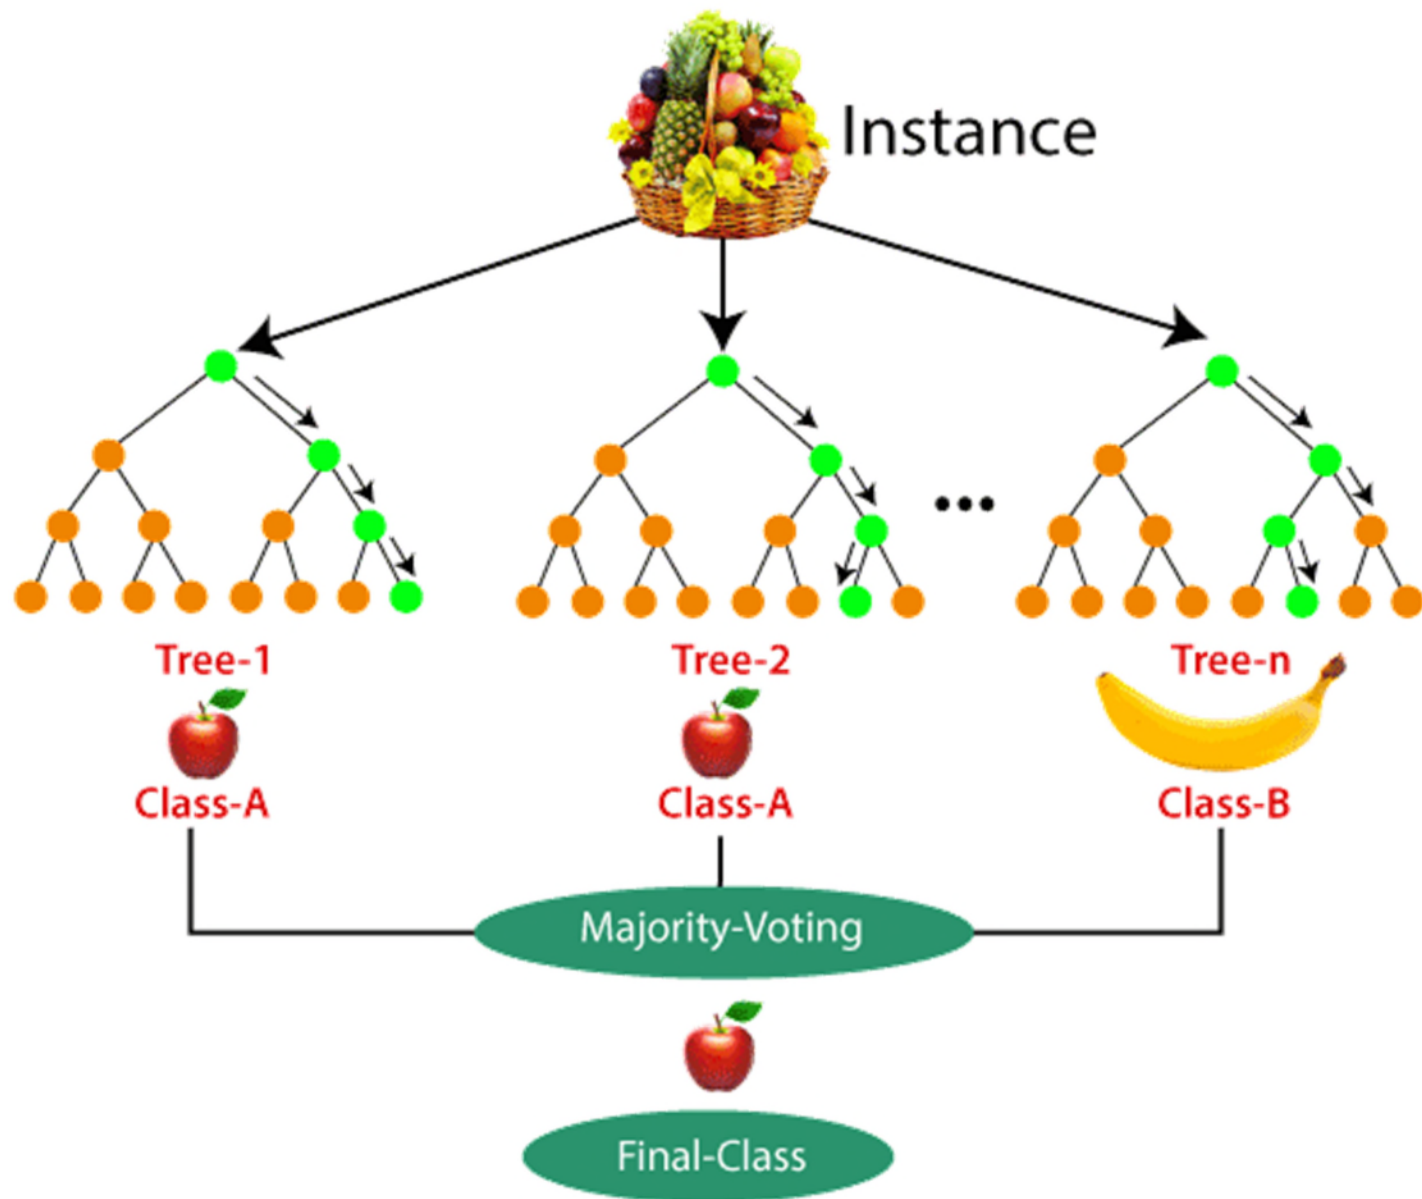 Instance
...
Tree-1
Tree-2
Tree-n
Class-A
Class-A
Class-B
Majority-Voting
Final-Class